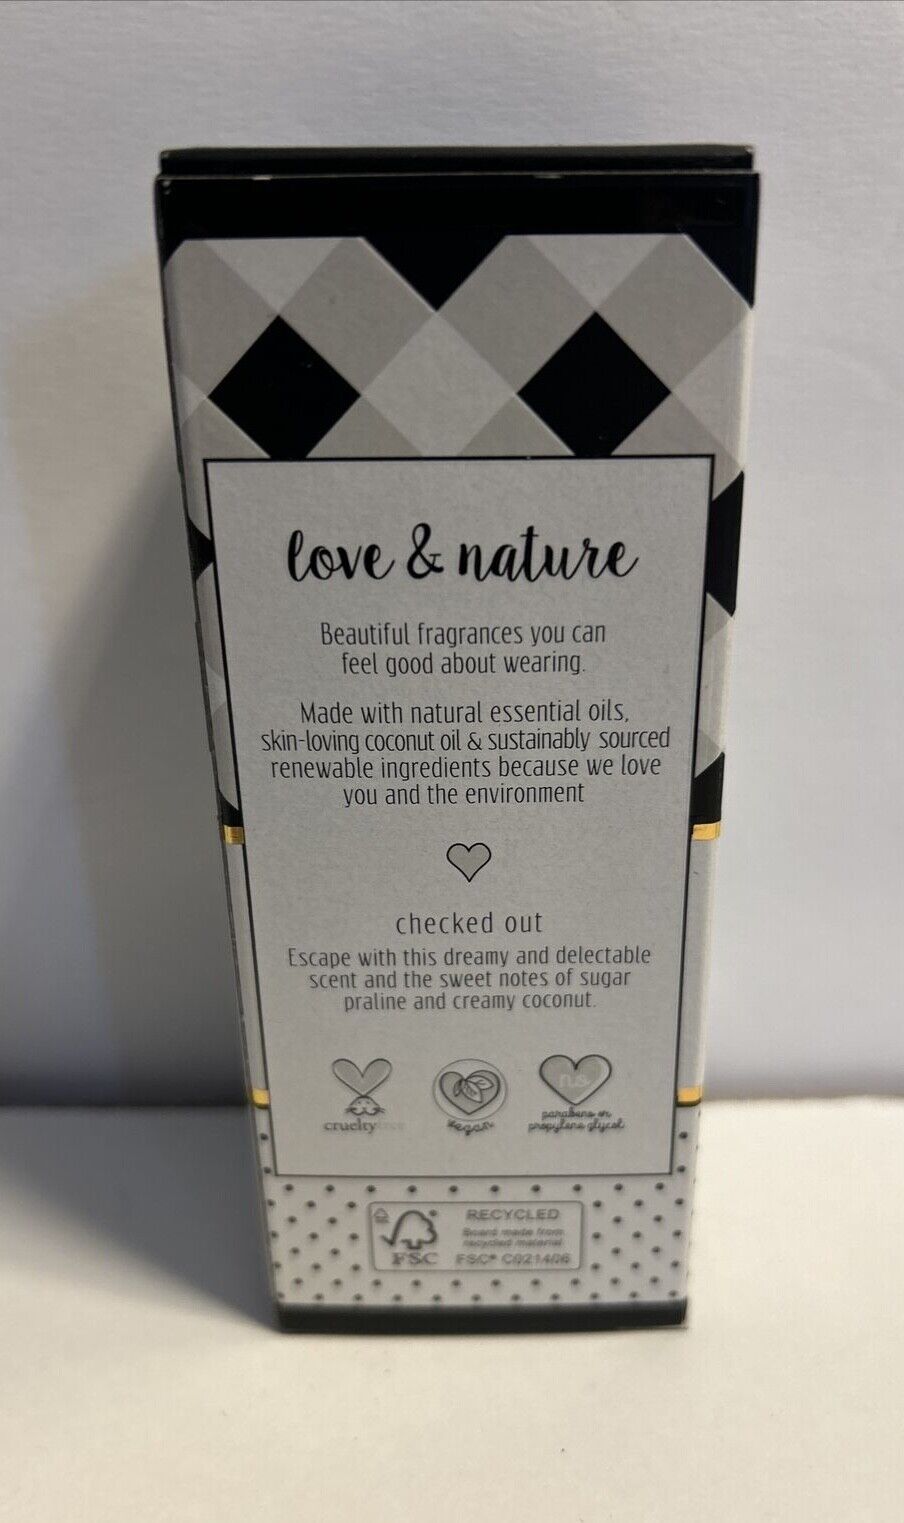 love & nature
Beautiful fragrances you can
feel good about wearing.
Made with natural essential oils,
skin-loving coconut oil & sustainably sourced
renewable ingredients because we love
you and the environment
checked out
Escape with this dreamy and delectable
scent and the sweet notes of sugar
praline and creamy coconut.
n.o.
crueltyfree
vegan
parabens or
propylene glycol
RECYCLED
Board made from
recycled material
FSC
FSC® C021406